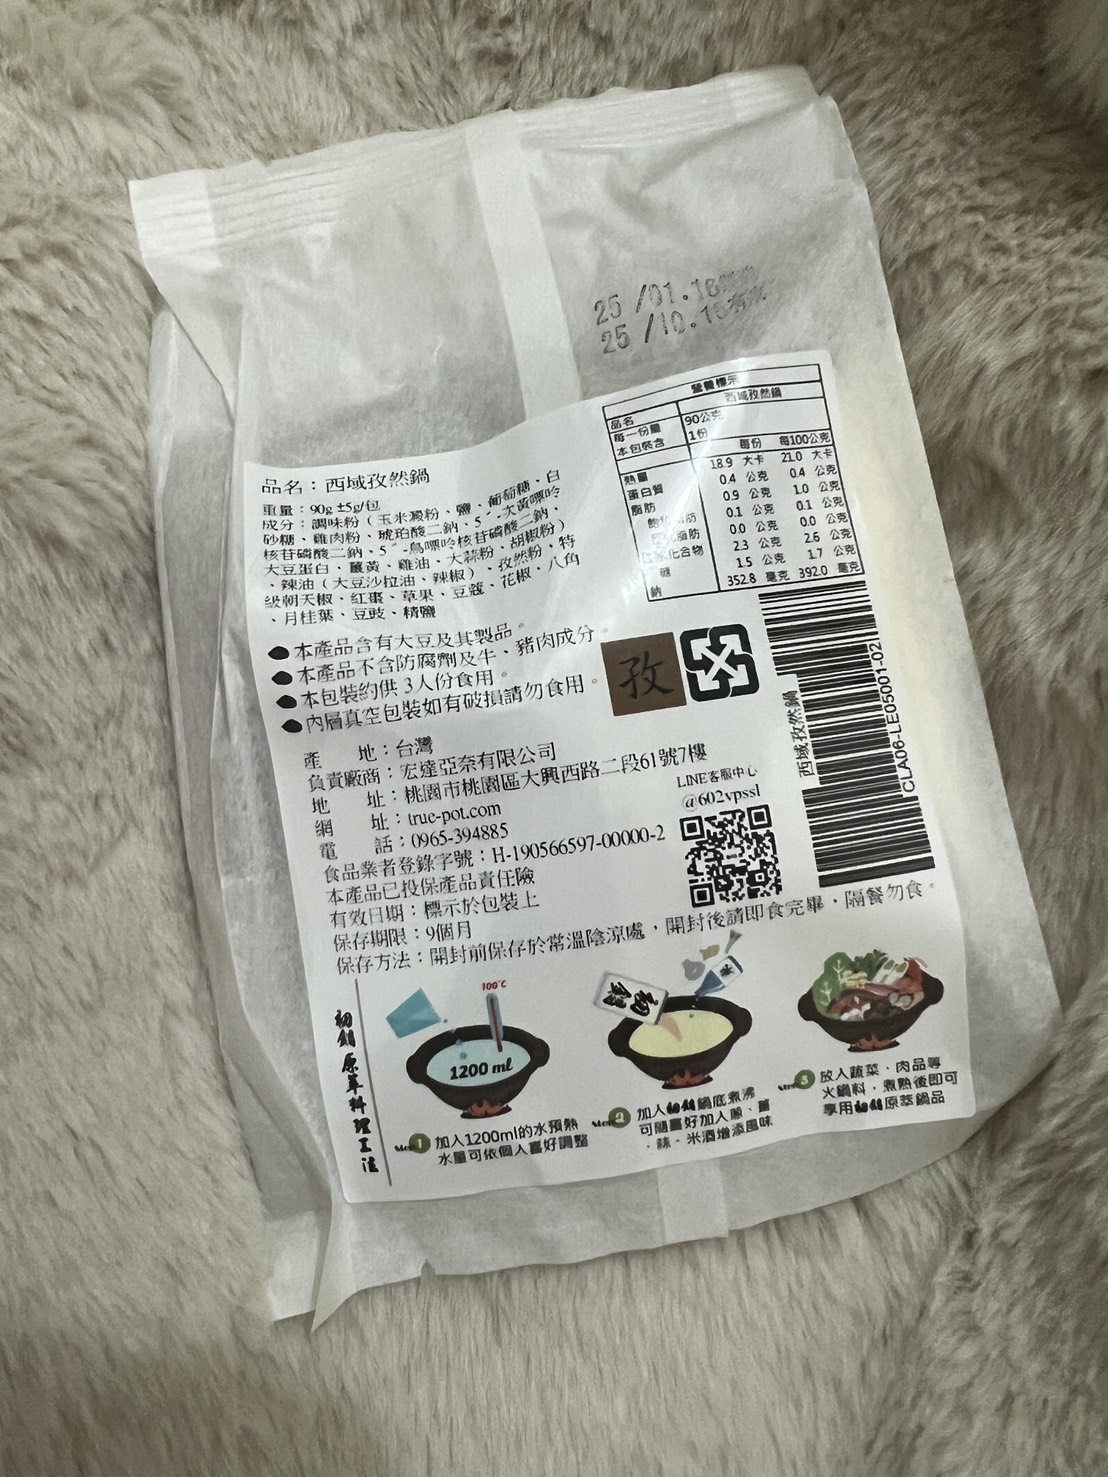 25 /01.16
25 /10.15
營養標示
品名 西域孜然鍋
每一份量 90公克
本包裝含 1份
每份 每100公克
熱量 18.9 大卡 21.0 大卡
蛋白質 0.4 公克 0.4 公克
脂肪 0.9 公克 1.0 公克
飽和脂肪 0.1 公克 0.1 公克
脂肪 0.0 公克 0.0 公克
化合物 2.3 公克 2.6 公克
糖 1.5 公克 1.7 公克
鈉 352.8 毫克 392.0 毫克
品名：西域孜然鍋
重量：90g ±5g/包
成分：調味粉（玉米澱粉、鹽、葡萄糖、白
砂糖、雞肉粉、琥珀酸二鈉、5´-次黃嘌呤
核苷磷酸二鈉、5´-鳥嘌呤核苷磷酸二鈉、
大豆蛋白、薑黃、雞油、大蒜粉、胡椒粉）
、辣油（大豆沙拉油、辣椒）、孜然粉、特
級朝天椒、紅棗、草果、豆蔻、花椒、八角
、月桂葉、豆豉、精鹽
●本產品含有大豆及其製品。
●本產品不含防腐劑及牛、豬肉成分。
●本包裝約供 3人份食用。
●內層真空包裝如有破損請勿食用。
孜
產 地：台灣
負責廠商：宏達亞奈有限公司
地 址：桃園市桃園區大興西路二段61號7樓
網 址：true-pot.com
電 話：0965-394885
食品業者登錄字號：H-190566597-00000-2
本產品已投保產品責任險
有效日期：標示於包裝上
保存期限：9個月
保存方法：開封前保存於常溫陰涼處，開封後請即食完畢，隔餐勿食。
LINE客服中心
@602vpssl
西域孜然鍋
CLA06-LE05001-02
原萃料理工法
100°C
1200 ml
Step 1 加入1200ml的水預熱
水量可依個人喜好調整
Step 2 加入初鍋鍋底煮沸
可隨喜好加入蔥、薑
、蒜、米酒增添風味
Step 3 放入蔬菜、肉品等
火鍋料，煮熟後即可
享用初鍋原萃鍋品